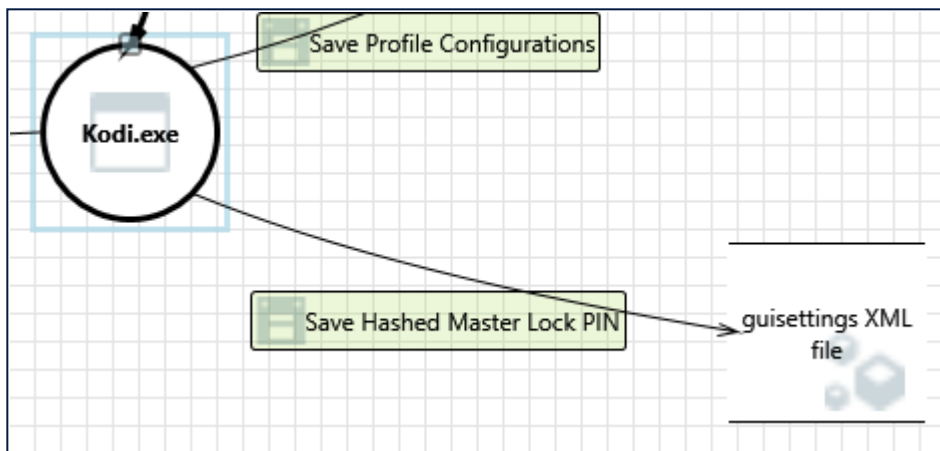 Save Profile Configurations
Kodi.exe
Save Hashed Master Lock PIN
guisettings XML
file